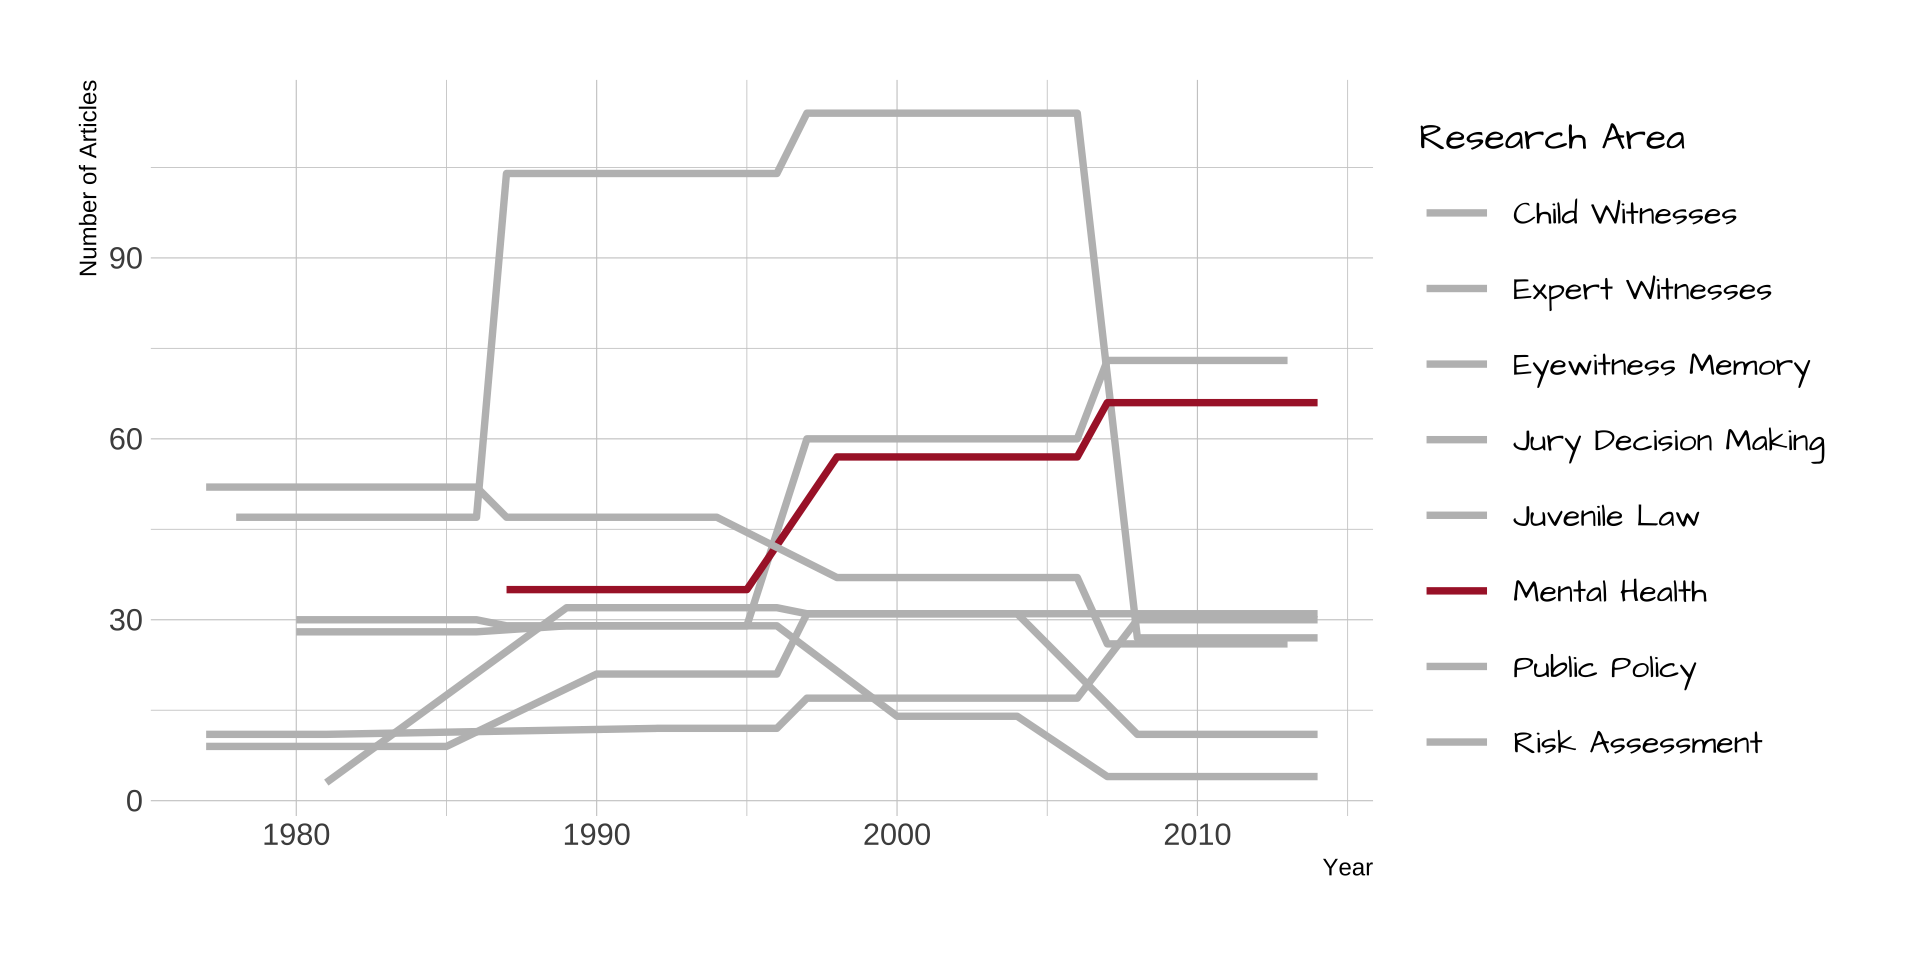 Number of Articles
90
60
30
0
1980 1990 2000 2010
Year
Research Area
Child Witnesses
Expert Witnesses
Eyewitness Memory
Jury Decision Making
Juvenile Law
Mental Health
Public Policy
Risk Assessment